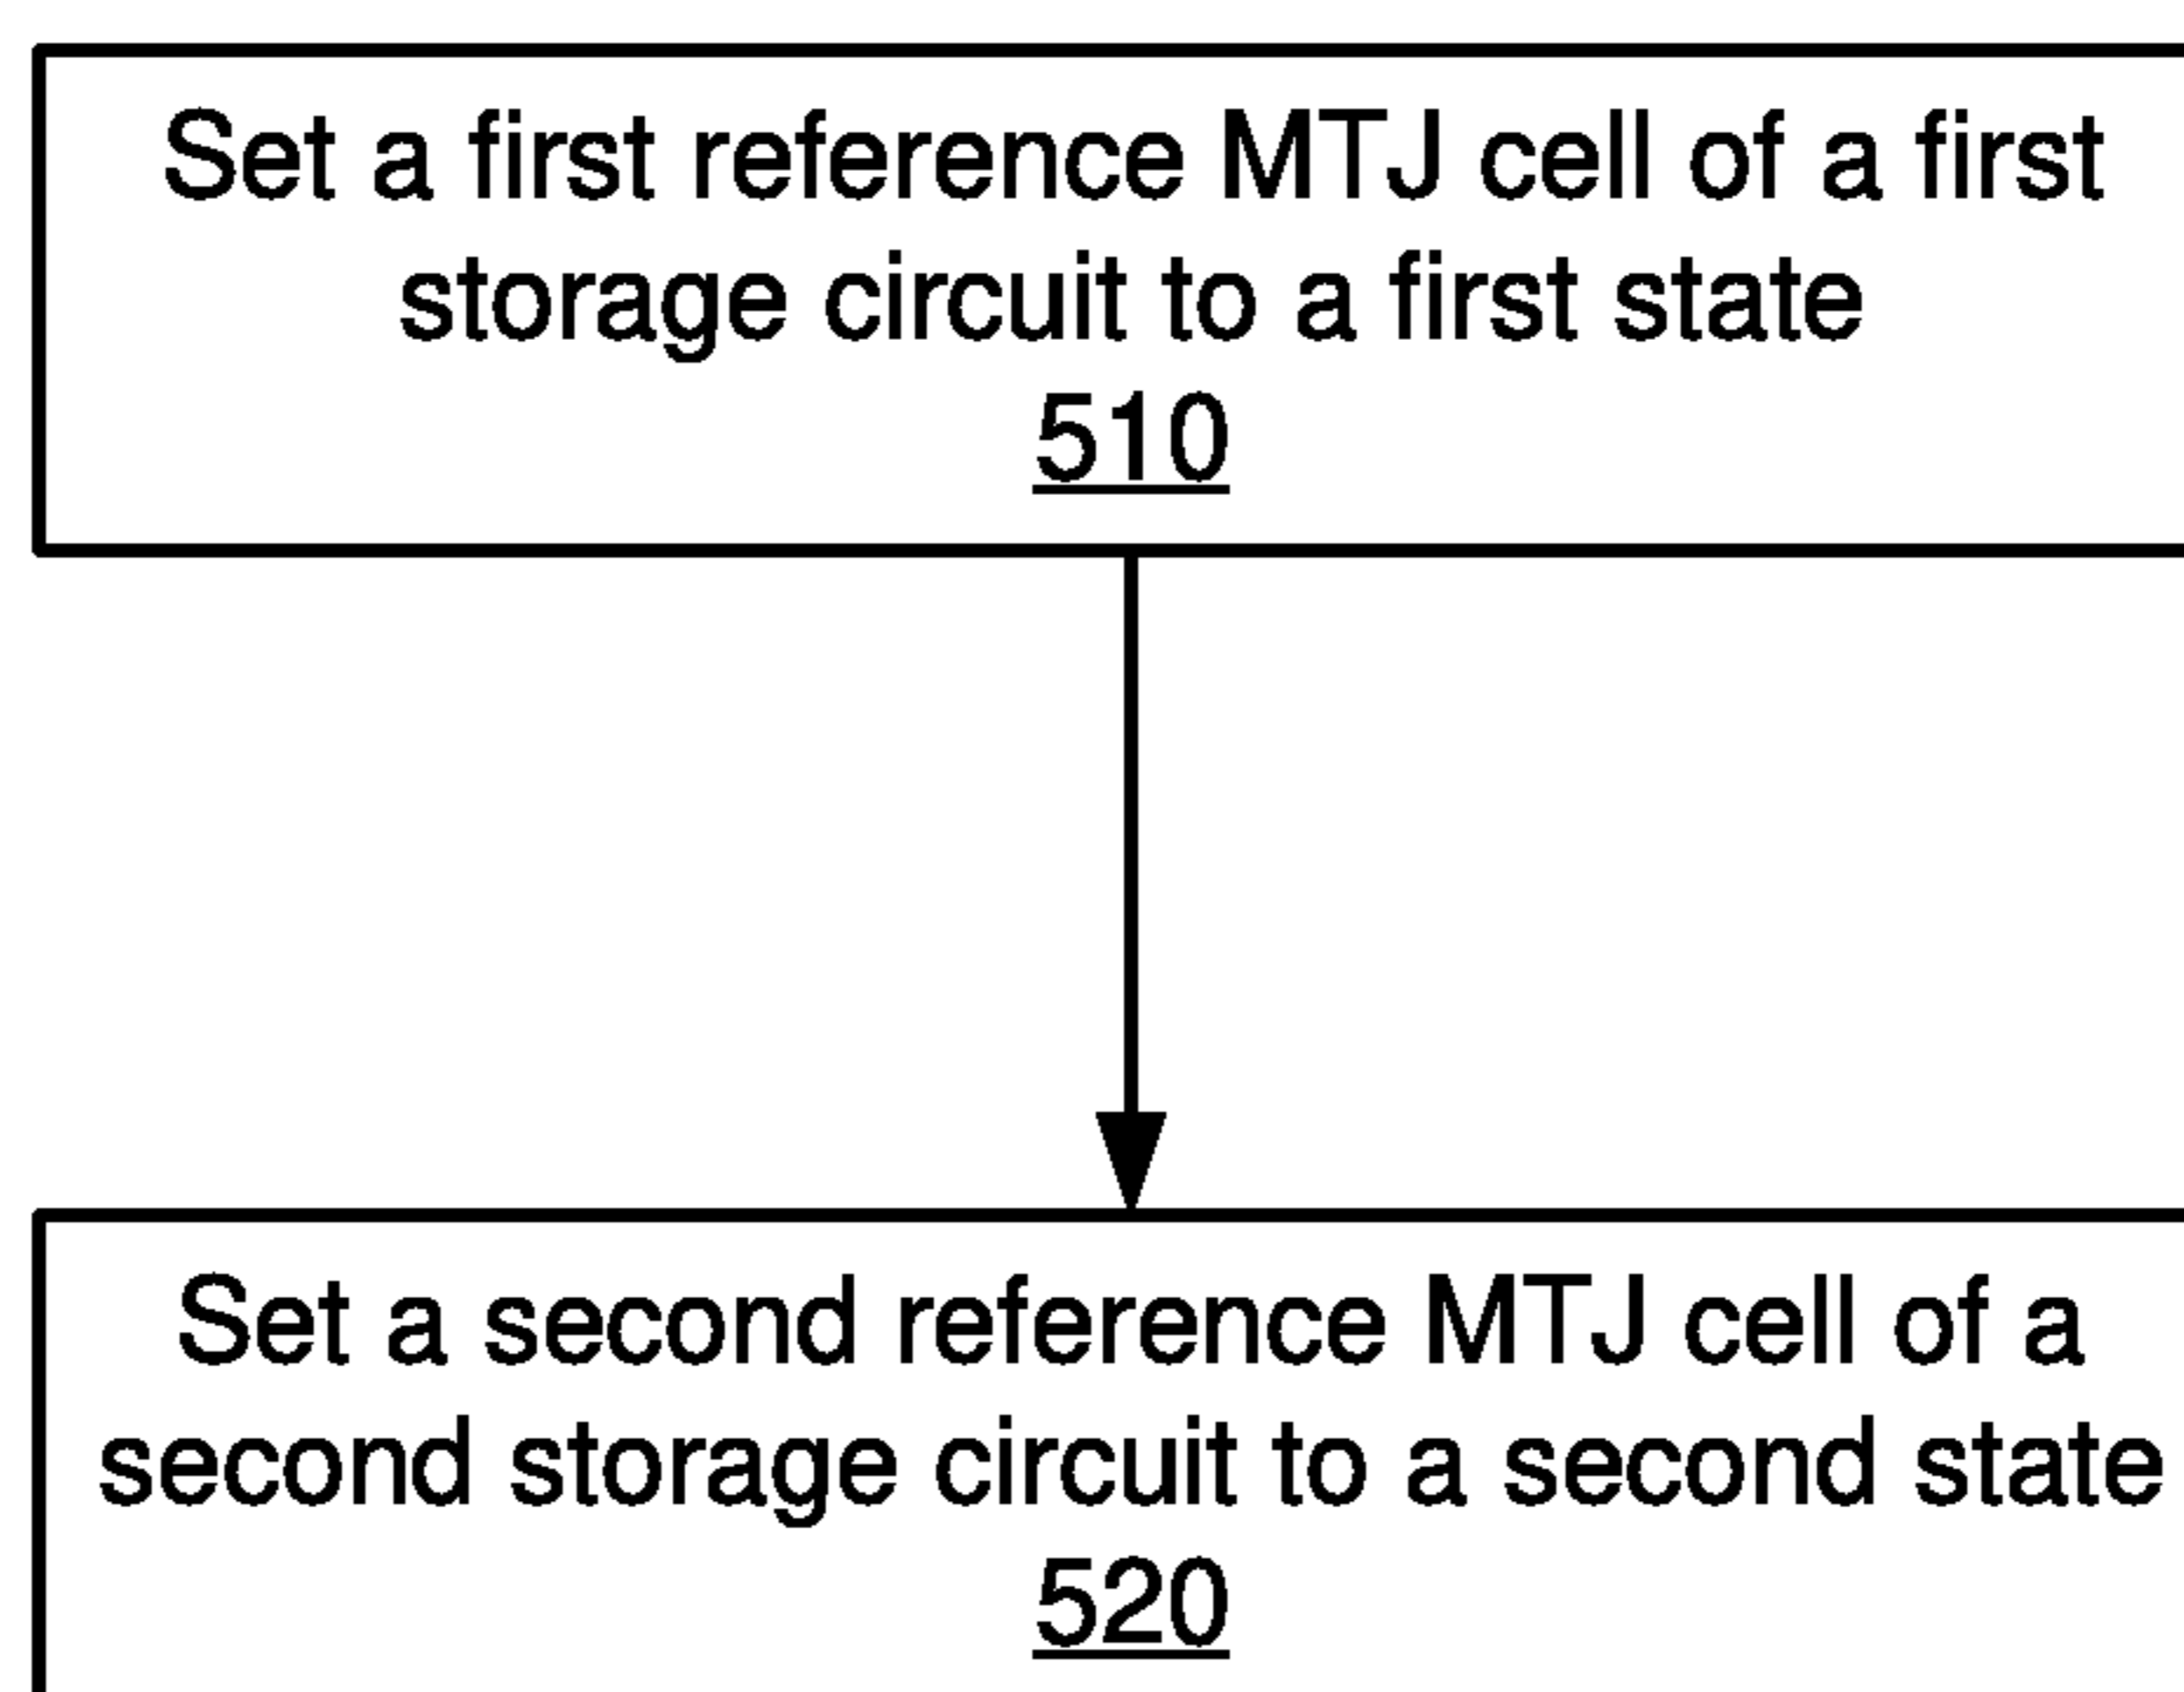 Set a first reference MTJ cell of a first
storage circuit to a first state
510
Set a second reference MTJ cell of a
second storage circuit to a second state
520